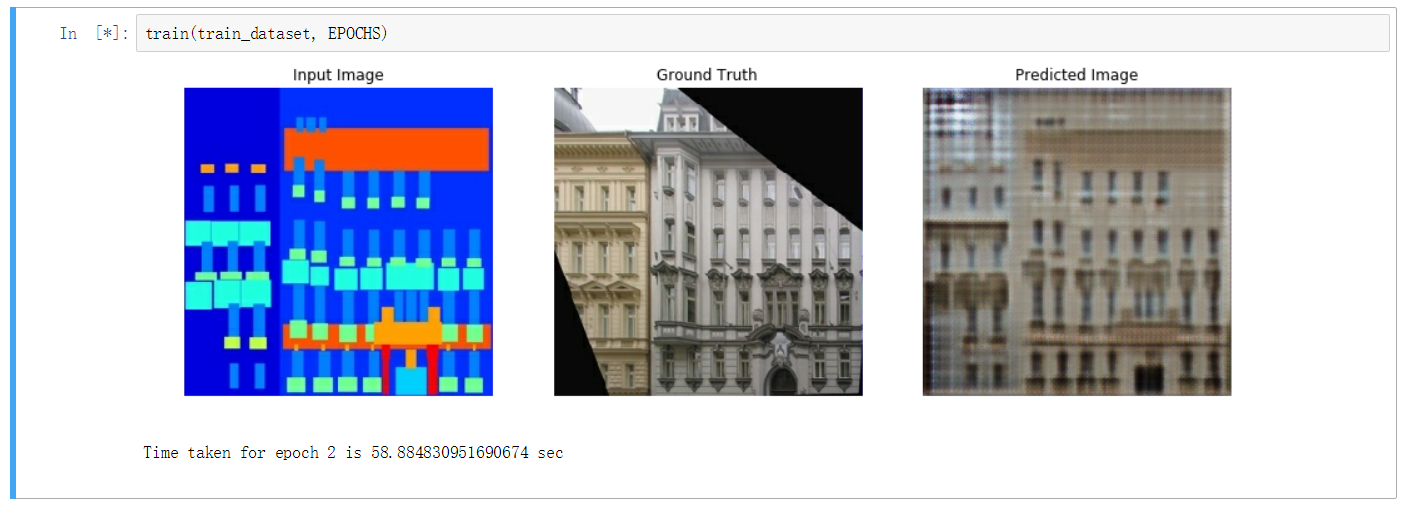 In [*]: train(train_dataset, EPOCHS)
Input Image Ground Truth Predicted Image
Time taken for epoch 2 is 58.884830951690674 sec